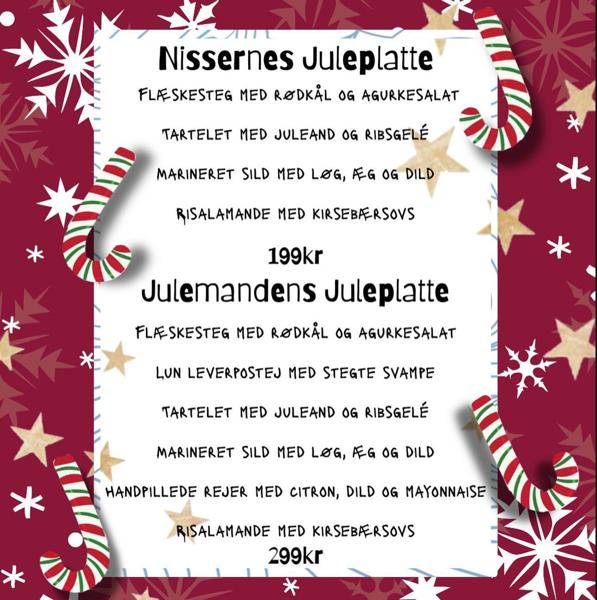 Nissernes Juleplatte
FLÆSKESTEG MED RØDKÅL OG AGURKESALAT
TARTELET MED JULEAND OG RIBSGELÉ
MARINERET SILD MED LØG, ÆG OG DILD
RISALAMANDE MED KIRSEBÆRSOVS
199kr
Julemandens Juleplatte
FLÆSKESTEG MED RØDKÅL OG AGURKESALAT
LUN LEVERPOSTEJ MED STEGTE SVAMPE
TARTELET MED JULEAND OG RIBSGELÉ
MARINERET SILD MED LØG, ÆG OG DILD
HANDPILLEDE REJER MED CITRON, DILD OG MAYONNAISE
RISALAMANDE MED KIRSEBÆRSOVS
299kr